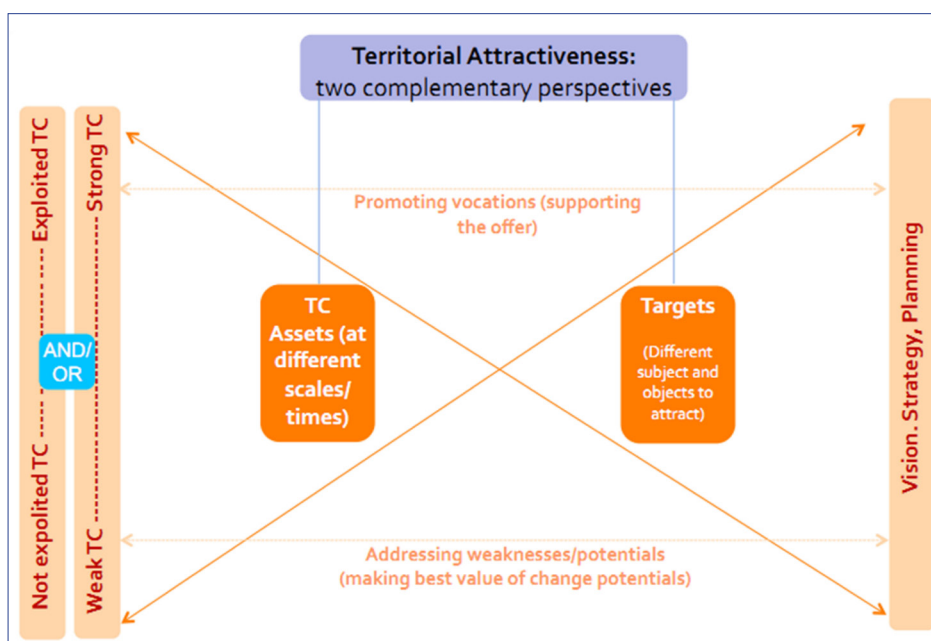 Territorial Attractiveness:
two complementary perspectives
Not expolited TC ---- Exploited TC
Weak TC ---- Strong TC
AND/
OR
Promoting vocations (supporting
the offer)
TC
Assets (at
different
scales/
times)
Targets
(Different
subject and
objects to
attract)
Addressing weaknesses/potentials
(making best value of change potentials)
Vision. Strategy, Plannning